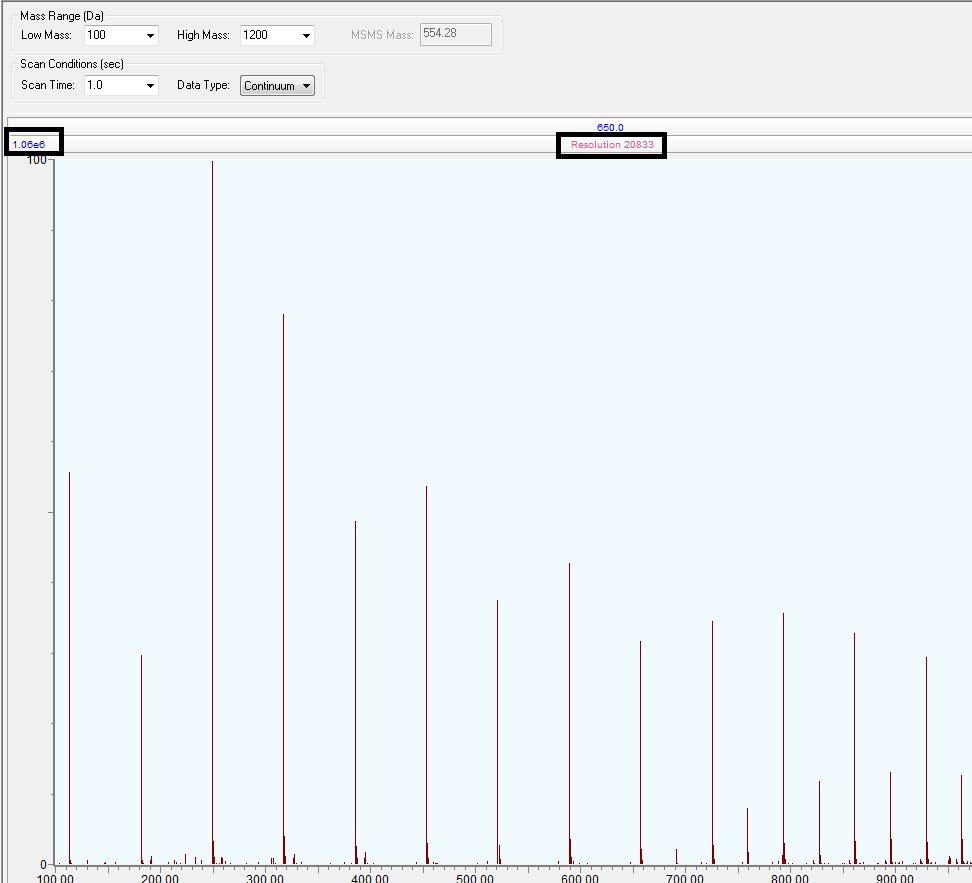 Mass Range (Da)
Low Mass: 100 High Mass: 1200 MSMS Mass: 554.28
Scan Conditions (sec)
Scan Time: 1.0 Data Type: Continuum
650.0
1.06e6 Resolution 20833
100
0
100.00 200.00 300.00 400.00 500.00 600.00 700.00 800.00 900.00